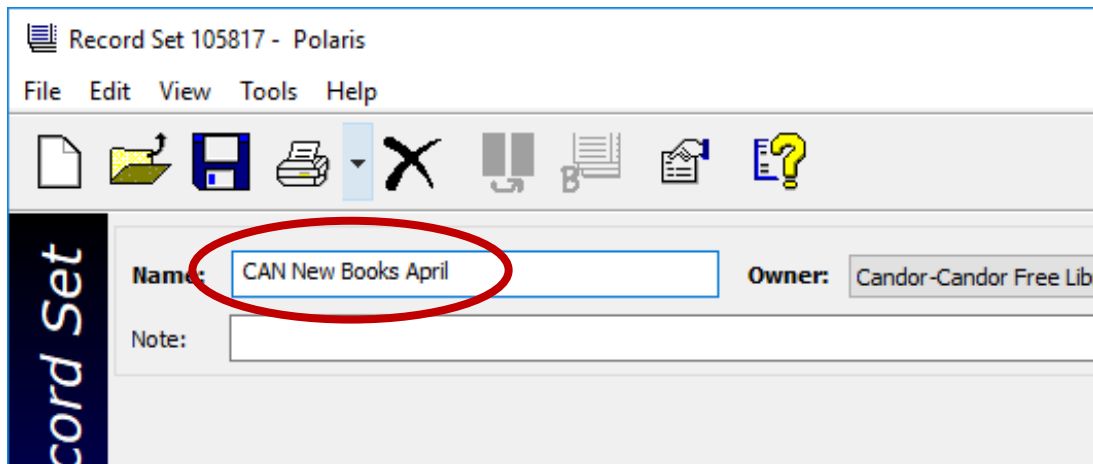 Record Set 105817 - Polaris
File Edit View Tools Help
B
cord Set
Name: CAN New Books April Owner: Candor-Candor Free Lib
Note: